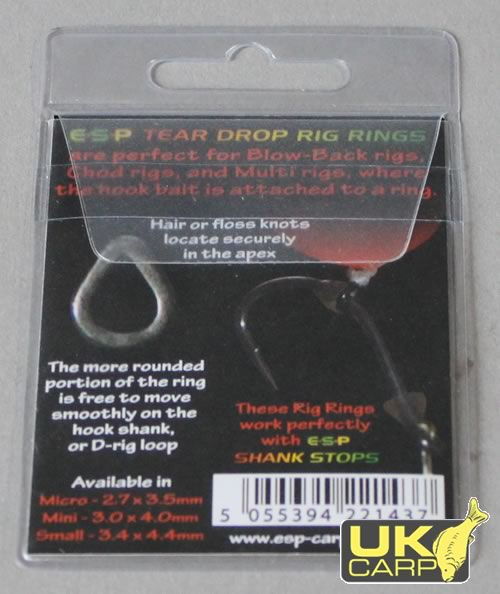 E·S·P TEAR DROP RIG RINGS
are perfect for Blow-Back rigs,
Chod rigs, and Multi rigs, where
the hook bait is attached to a ring.
Hair or floss knots
locate securely
in the apex
The more rounded
portion of the ring
is free to move
smoothly on the
hook shank,
or D-rig loop
These Rig Rings
work perfectly
with E·S·P
SHANK STOPS
Available in
Micro - 2.7 x 3.5mm
Mini - 3.0 x 4.0mm
Small - 3.4 x 4.4mm
5 055394 221437
www.esp-car
UK
CARP